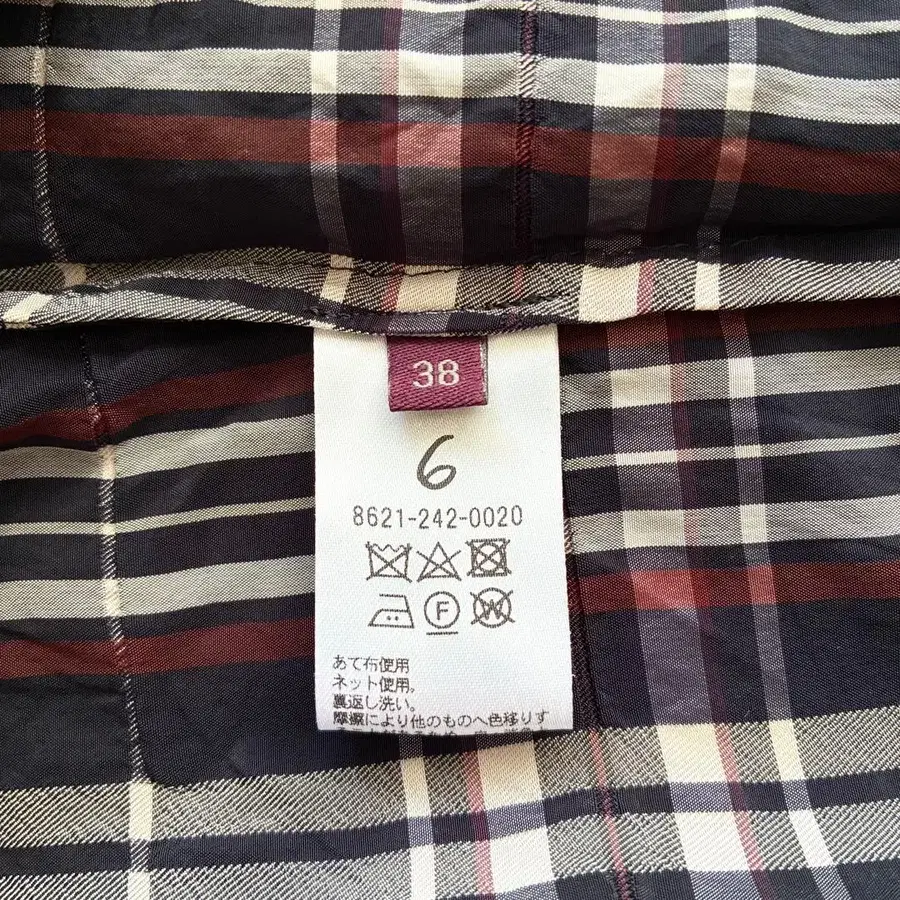 38
6
8621-242-0020
F
W
あて布使用
ネット使用。
裏返し洗い。
摩擦により他のものへ色移りす